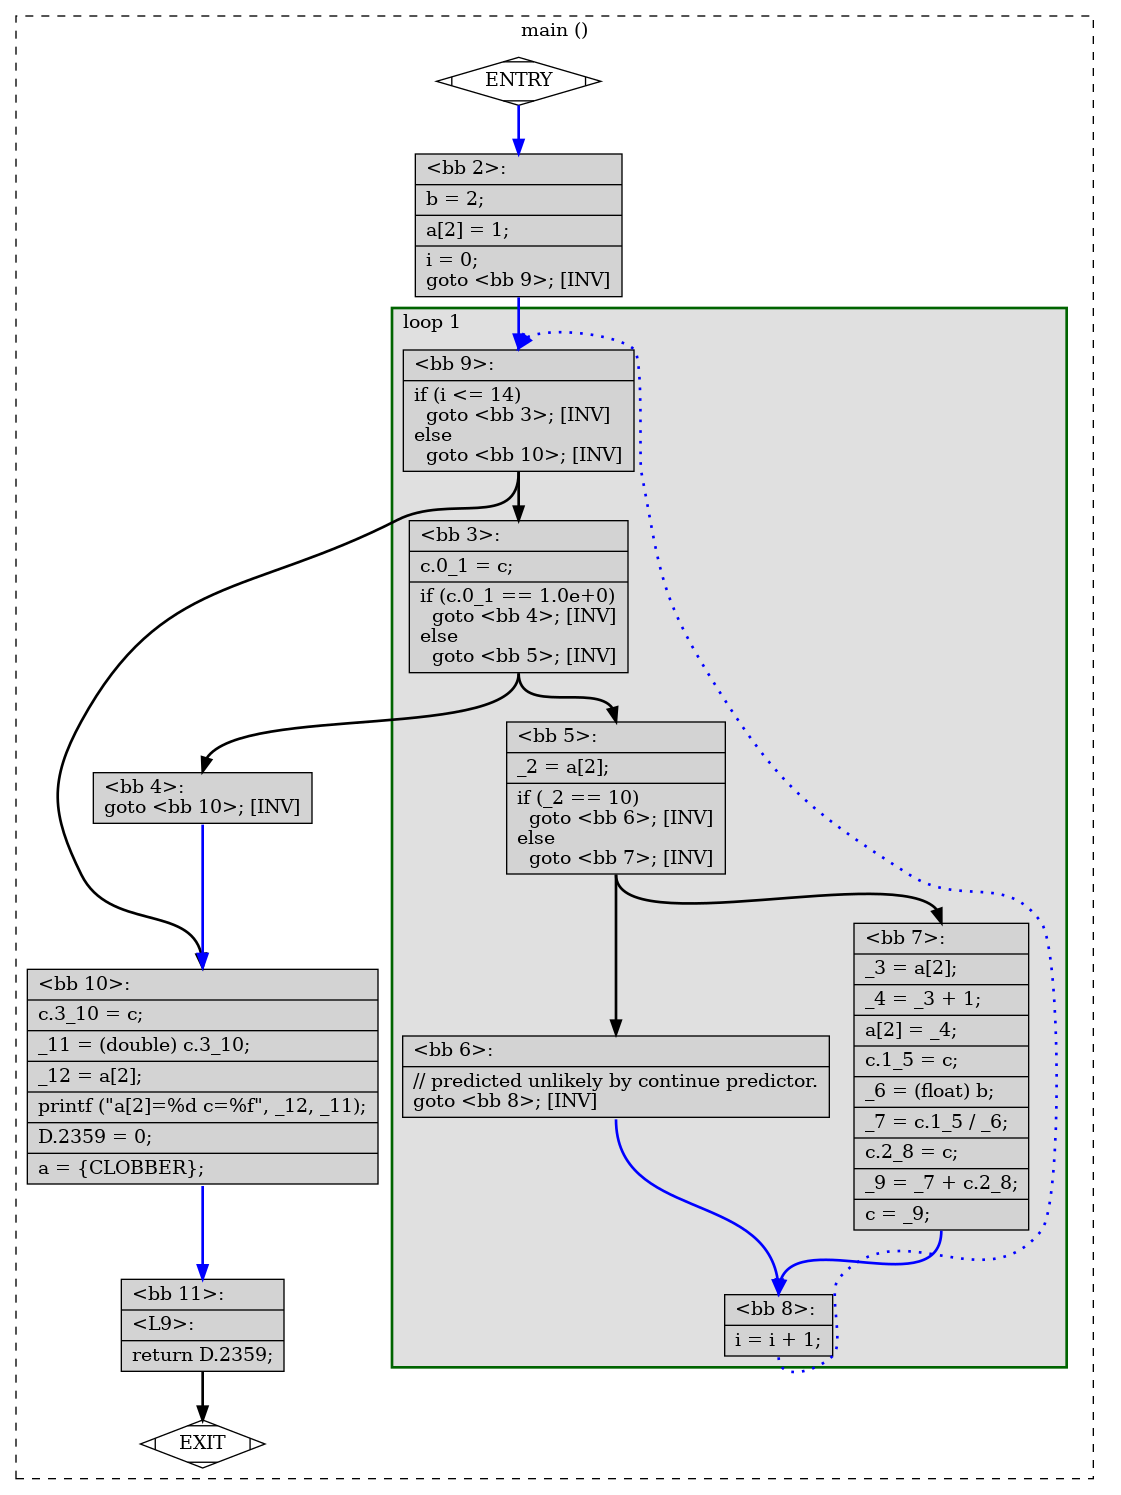 main ()
ENTRY
<bb 2>:
b = 2;
a[2] = 1;
i = 0;
goto <bb 9>; [INV]
loop 1
<bb 9>:
if (i <= 14)
  goto <bb 3>; [INV]
else
  goto <bb 10>; [INV]
<bb 3>:
c.0_1 = c;
if (c.0_1 == 1.0e+0)
  goto <bb 4>; [INV]
else
  goto <bb 5>; [INV]
<bb 4>:
goto <bb 10>; [INV]
<bb 5>:
_2 = a[2];
if (_2 == 10)
  goto <bb 6>; [INV]
else
  goto <bb 7>; [INV]
<bb 7>:
_3 = a[2];
_4 = _3 + 1;
a[2] = _4;
c.1_5 = c;
_6 = (float) b;
_7 = c.1_5 / _6;
c.2_8 = c;
_9 = _7 + c.2_8;
c = _9;
<bb 10>:
c.3_10 = c;
_11 = (double) c.3_10;
_12 = a[2];
printf ("a[2]=%d c=%f", _12, _11);
D.2359 = 0;
a = {CLOBBER};
<bb 6>:
// predicted unlikely by continue predictor.
goto <bb 8>; [INV]
<bb 8>:
i = i + 1;
<bb 11>:
<L9>:
return D.2359;
EXIT